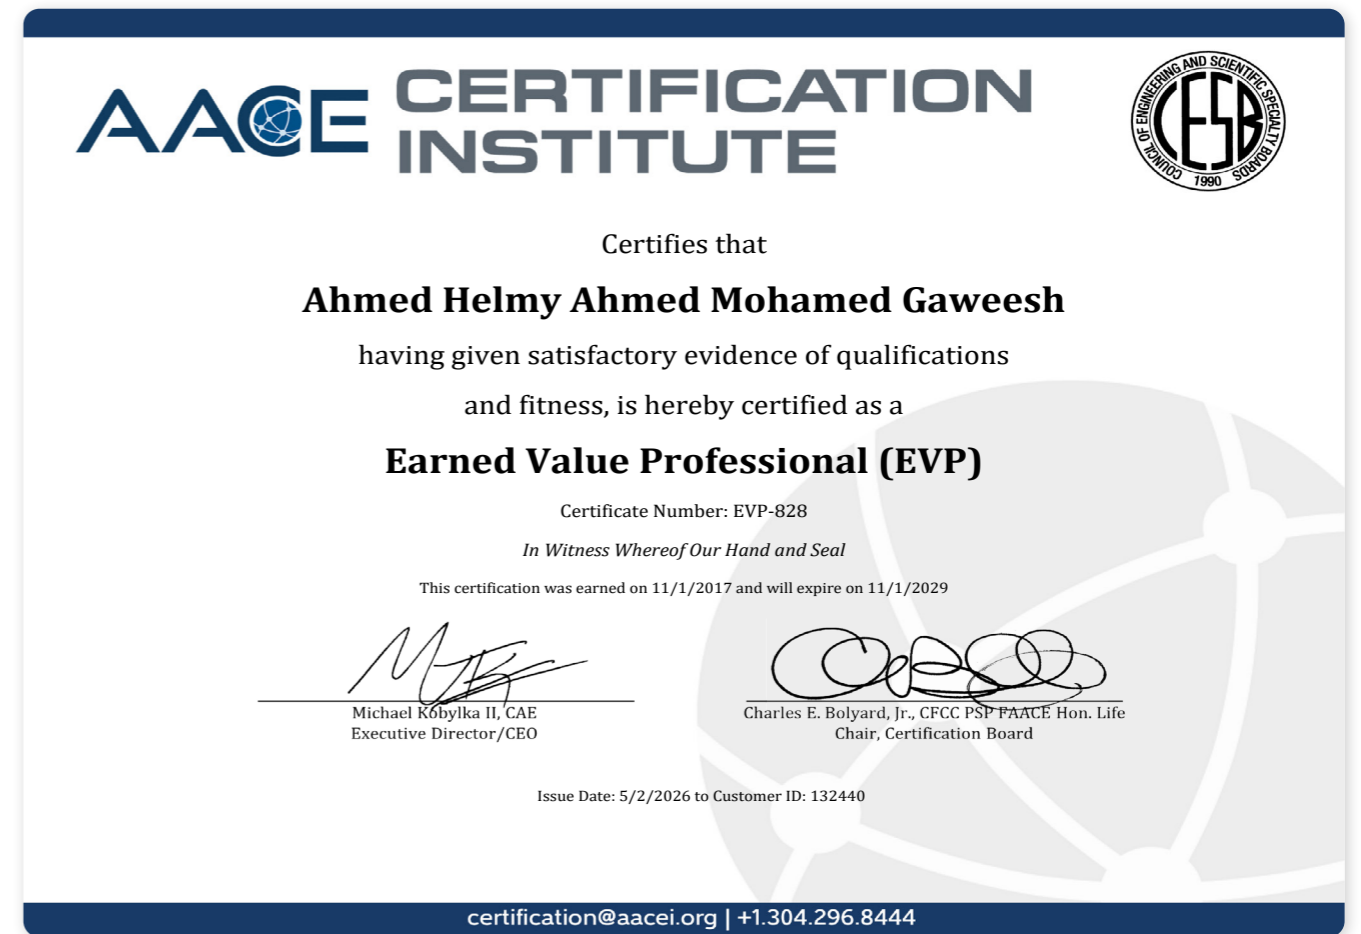 AACE CERTIFICATION INSTITUTE
COUNCIL OF ENGINEERING AND SCIENTIFIC SPECIALTY BOARDS
CESB
1990
Certifies that
Ahmed Helmy Ahmed Mohamed Gaweesh
having given satisfactory evidence of qualifications
and fitness, is hereby certified as a
Earned Value Professional (EVP)
Certificate Number: EVP-828
In Witness Whereof Our Hand and Seal
This certification was earned on 11/1/2017 and will expire on 11/1/2029
Michael Kobylka II, CAE
Executive Director/CEO
Charles E. Bolyard, Jr., CFCC PSP FAACE Hon. Life
Chair, Certification Board
Issue Date: 5/2/2026 to Customer ID: 132440
certification@aacei.org | +1.304.296.8444